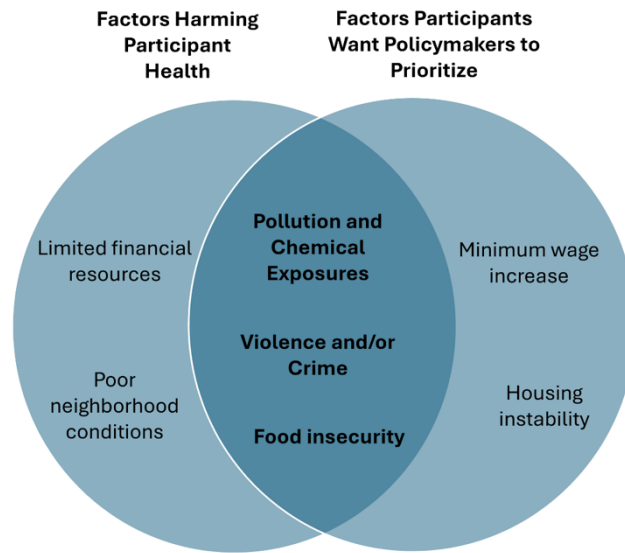 Factors Harming
Participant
Health
Factors Participants
Want Policymakers to
Prioritize
Limited financial
resources
Poor
neighborhood
conditions
Pollution and
Chemical
Exposures
Violence and/or
Crime
Food insecurity
Minimum wage
increase
Housing
instability